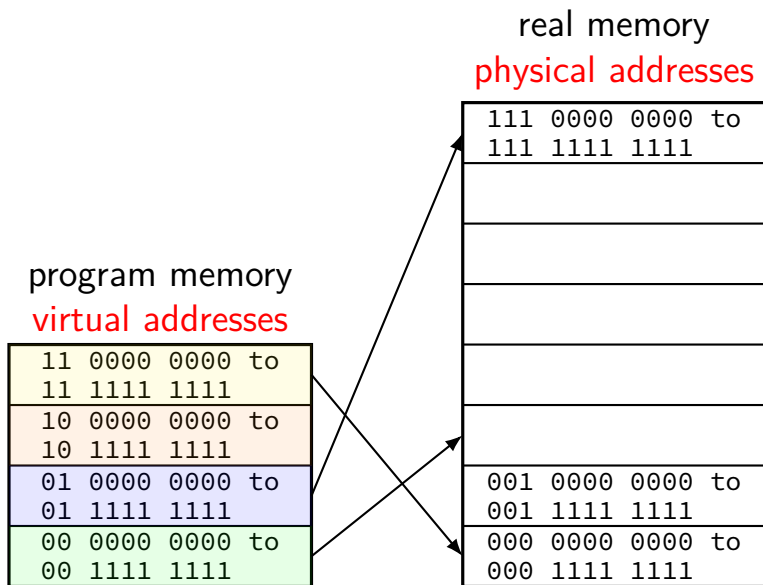 real memory
physical addresses
111 0000 0000 to
111 1111 1111
program memory
virtual addresses
11 0000 0000 to
11 1111 1111
10 0000 0000 to
10 1111 1111
01 0000 0000 to
01 1111 1111
00 0000 0000 to
00 1111 1111
001 0000 0000 to
001 1111 1111
000 0000 0000 to
000 1111 1111